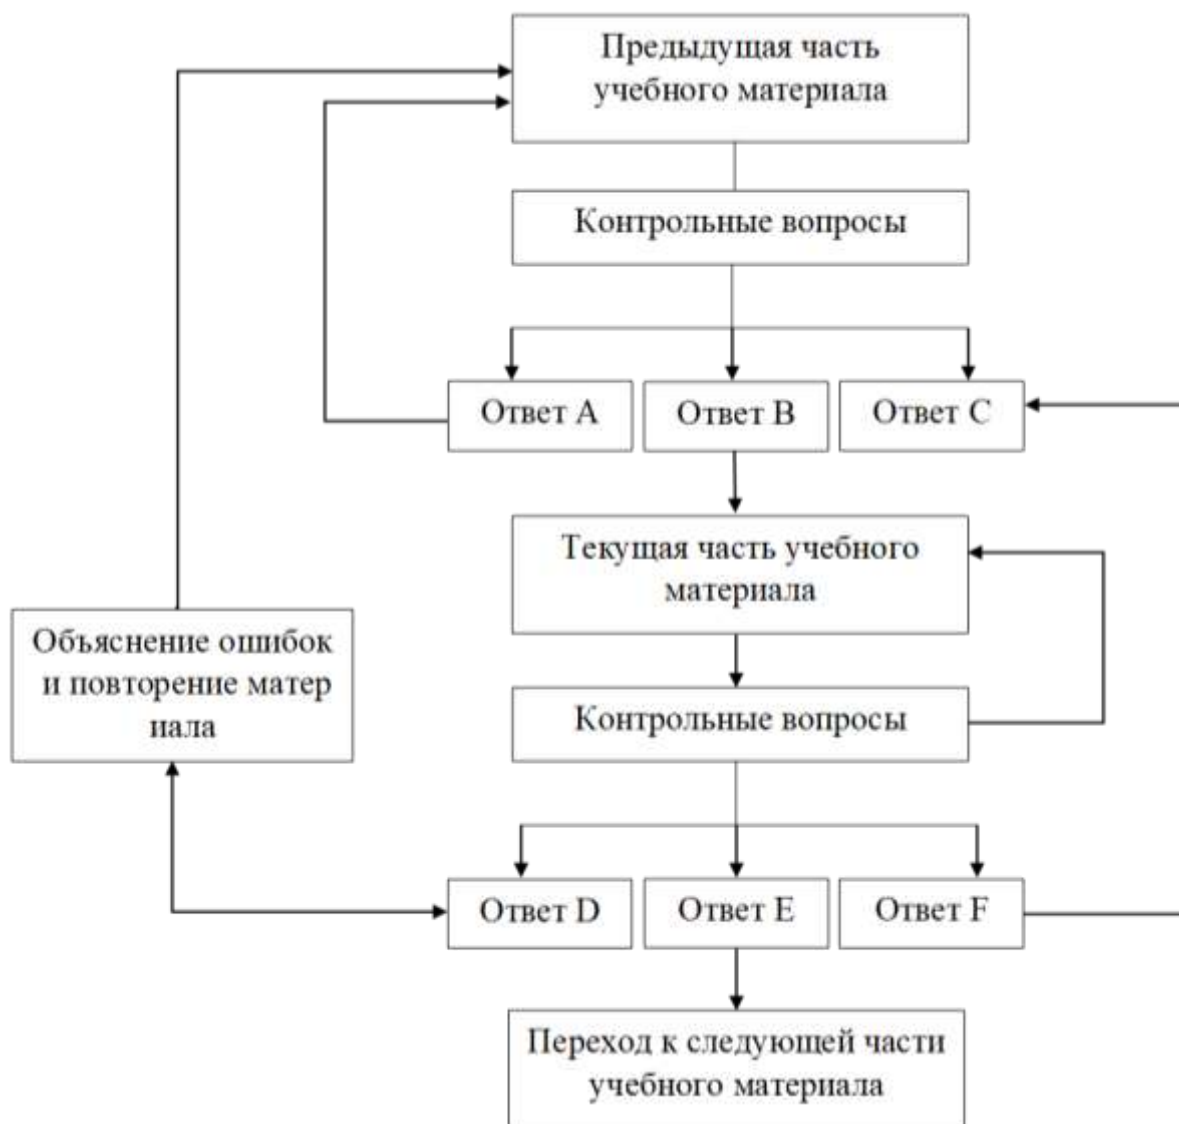 Предыдущая часть
учебного материала
Контрольные вопросы
Ответ A
Ответ B
Ответ C
Текущая часть учебного
материала
Объяснение ошибок
и повторение матер
иала
Контрольные вопросы
Ответ D
Ответ E
Ответ F
Переход к следующей части
учебного материала